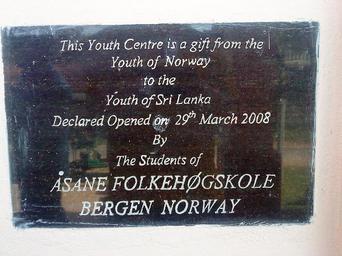 This Youth Centre is a gift from the
Youth of Norway
to the
Youth of Sri Lanka
Declared Opened on 29th March 2008
By
The Students of
ÅSANE FOLKEHØGSKOLE
BERGEN NORWAY